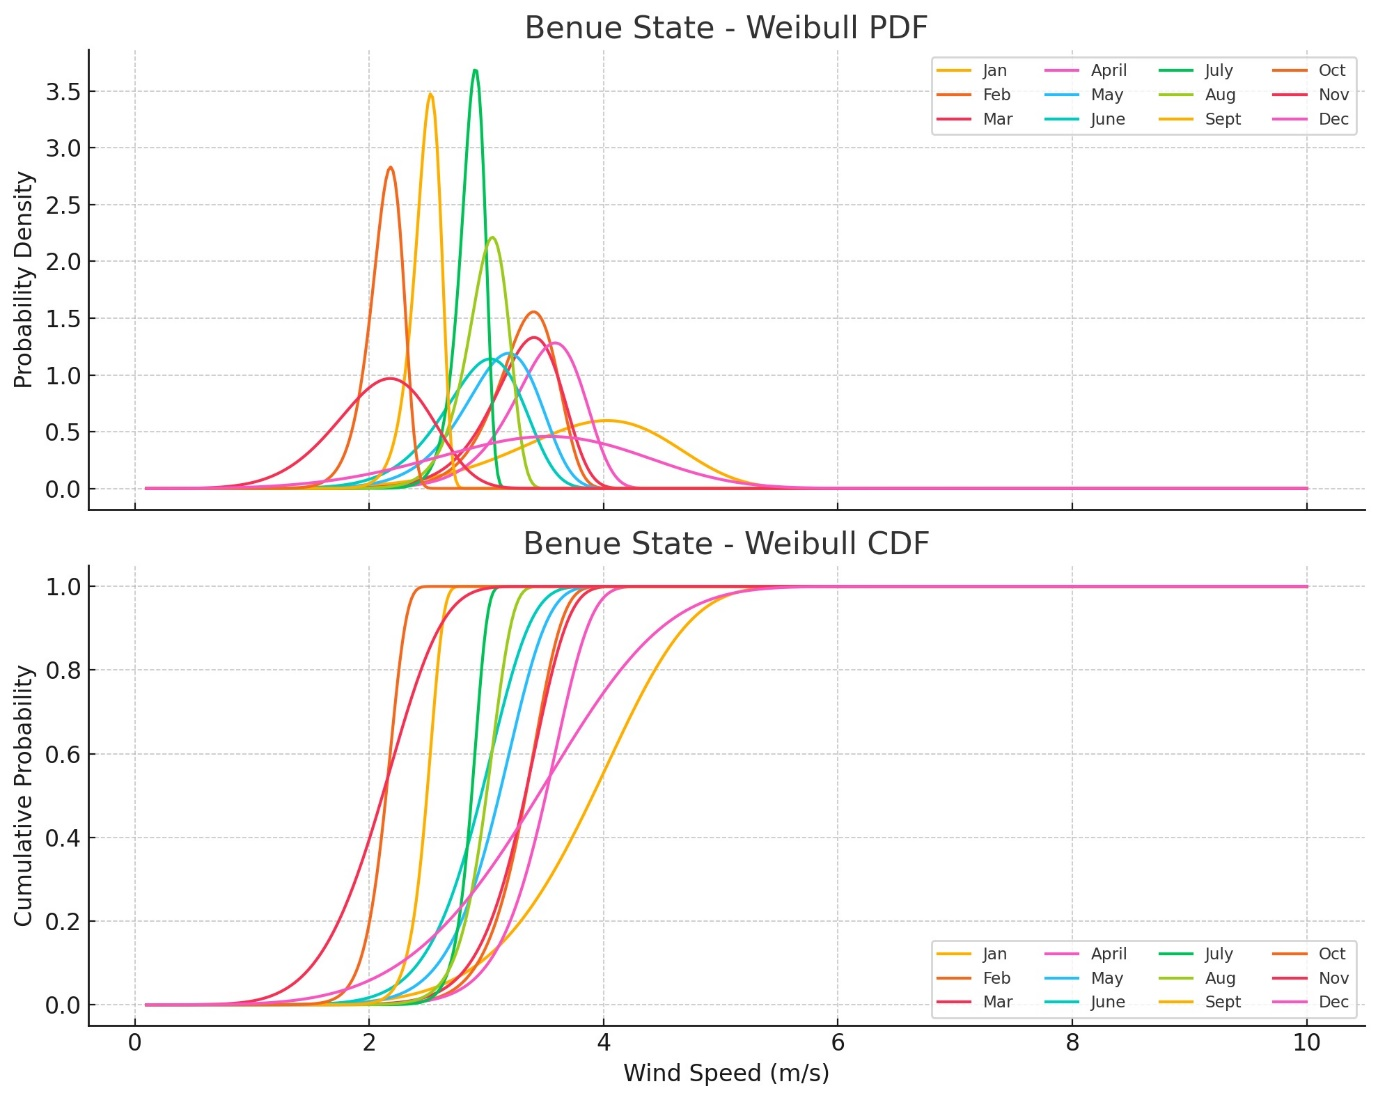 Benue State - Weibull PDF
Jan April July Oct
Feb May Aug Nov
Mar June Sept Dec
3.5
3.0
2.5
2.0
1.5
1.0
0.5
0.0
Probability Density
Benue State - Weibull CDF
1.0
0.8
0.6
0.4
0.2
0.0
Cumulative Probability
Jan April July Oct
Feb May Aug Nov
Mar June Sept Dec
0 2 4 6 8 10
Wind Speed (m/s)